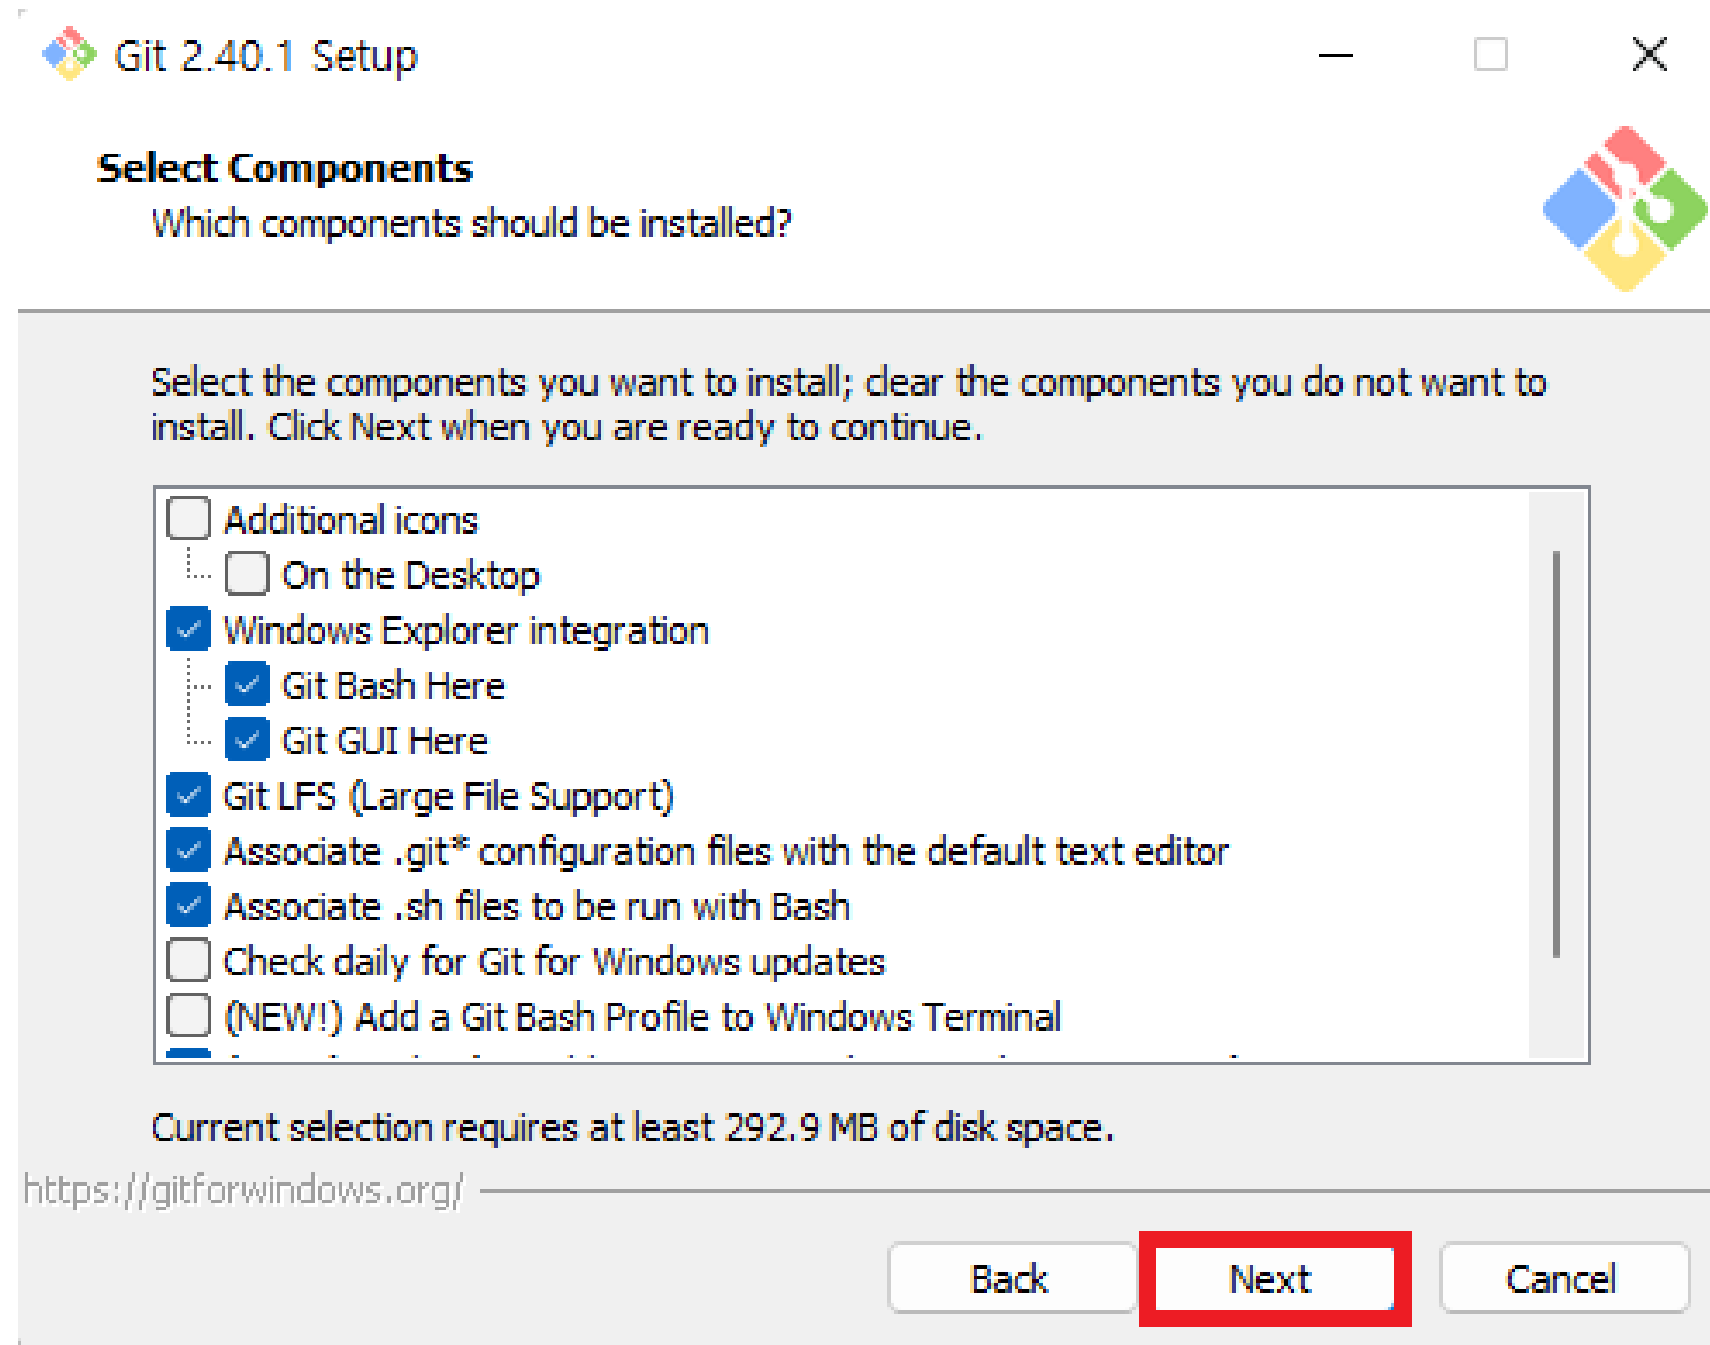 Git 2.40.1 Setup
Select Components
Which components should be installed?
Select the components you want to install; clear the components you do not want to
install. Click Next when you are ready to continue.
Additional icons
On the Desktop
Windows Explorer integration
Git Bash Here
Git GUI Here
Git LFS (Large File Support)
Associate .git* configuration files with the default text editor
Associate .sh files to be run with Bash
Check daily for Git for Windows updates
(NEW!) Add a Git Bash Profile to Windows Terminal
Current selection requires at least 292.9 MB of disk space.
https://gitforwindows.org/
Back
Next
Cancel